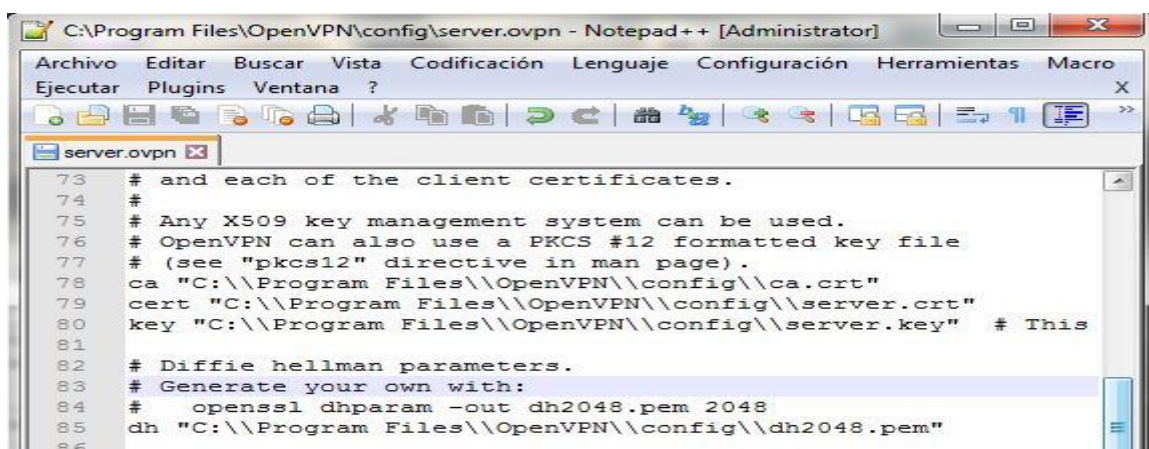 C:\Program Files\OpenVPN\config\server.ovpn - Notepad++ [Administrator]
Archivo Editar Buscar Vista Codificación Lenguaje Configuración Herramientas Macro
Ejecutar Plugins Ventana ? X
server.ovpn
73 # and each of the client certificates.
74 #
75 # Any X509 key management system can be used.
76 # OpenVPN can also use a PKCS #12 formatted key file
77 # (see "pkcs12" directive in man page).
78 ca "C:\\Program Files\\OpenVPN\\config\\ca.crt"
79 cert "C:\\Program Files\\OpenVPN\\config\\server.crt"
80 key "C:\\Program Files\\OpenVPN\\config\\server.key" # This
81
82 # Diffie hellman parameters.
83 # Generate your own with:
84 # openssl dhparam -out dh2048.pem 2048
85 dh "C:\\Program Files\\OpenVPN\\config\\dh2048.pem"
86